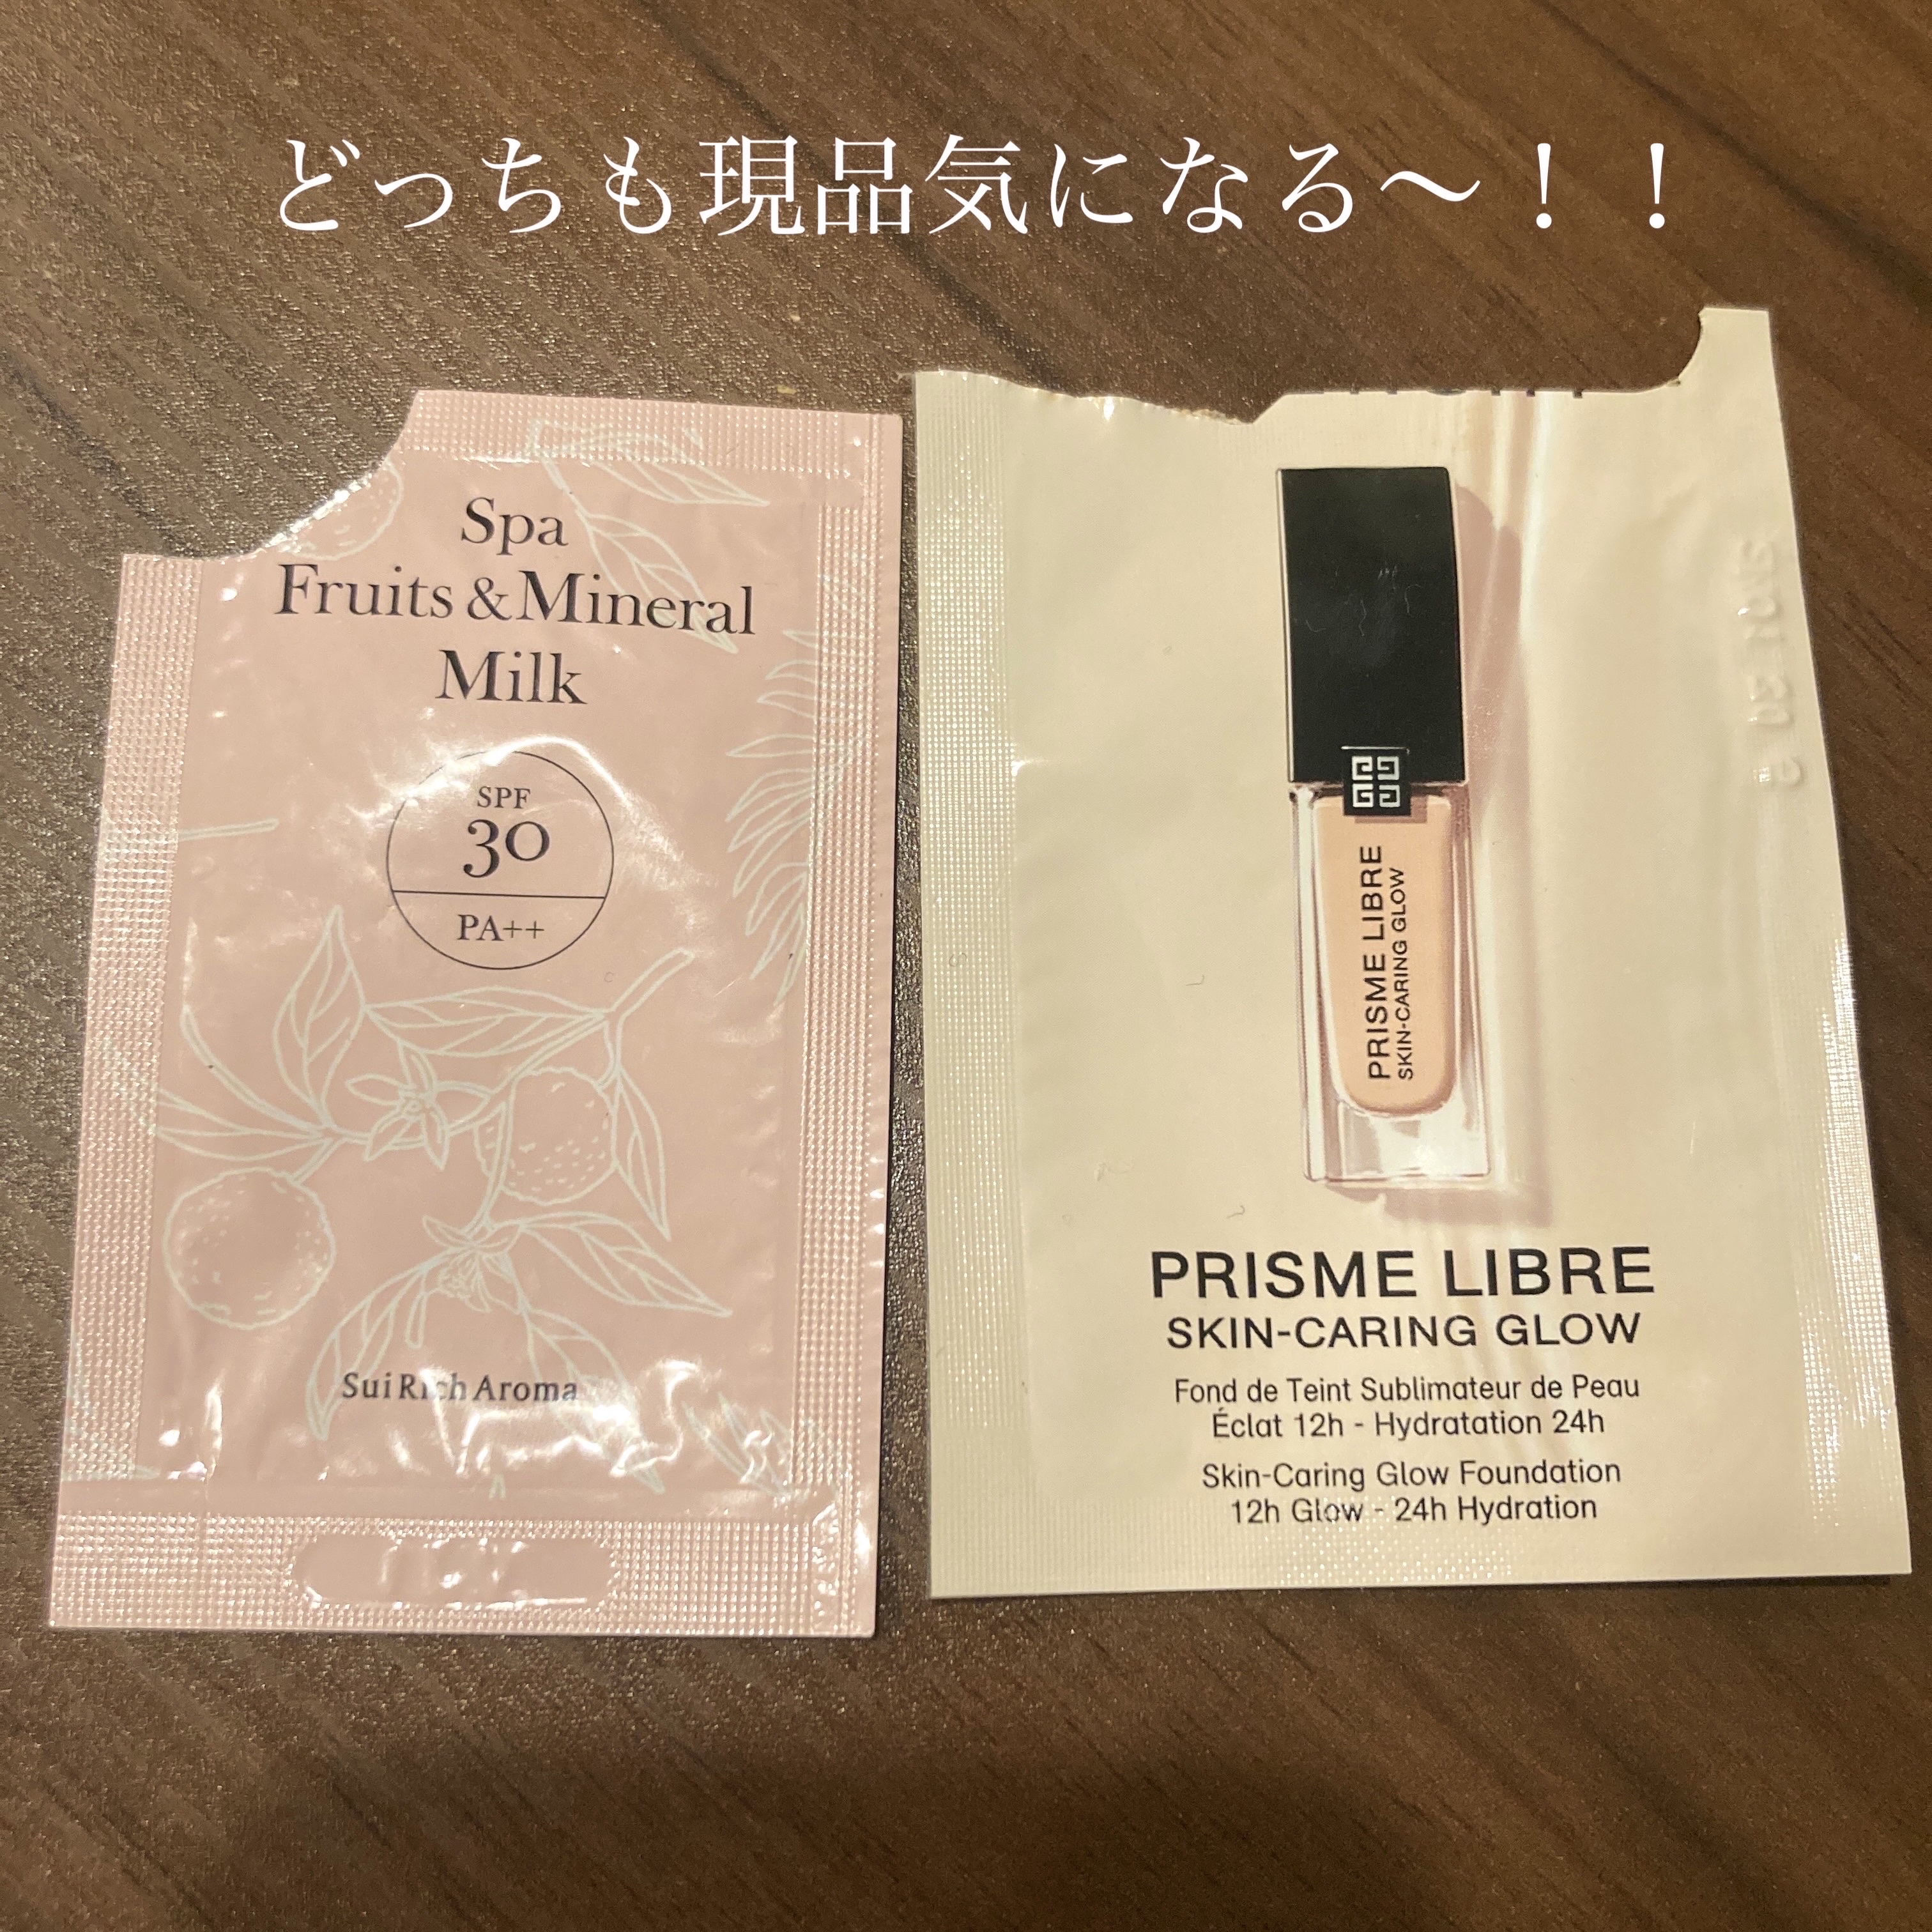 どっちも現品気になる〜！！
Spa
Fruits & Mineral
Milk
SPF
30
PA++
Sui Rich Aroma
PRISME LIBRE
SKIN-CARING GLOW
PRISME LIBRE
SKIN-CARING GLOW
Fond de Teint Sublimateur de Peau
Éclat 12h - Hydratation 24h
Skin-Caring Glow Foundation
12h Glow - 24h Hydration